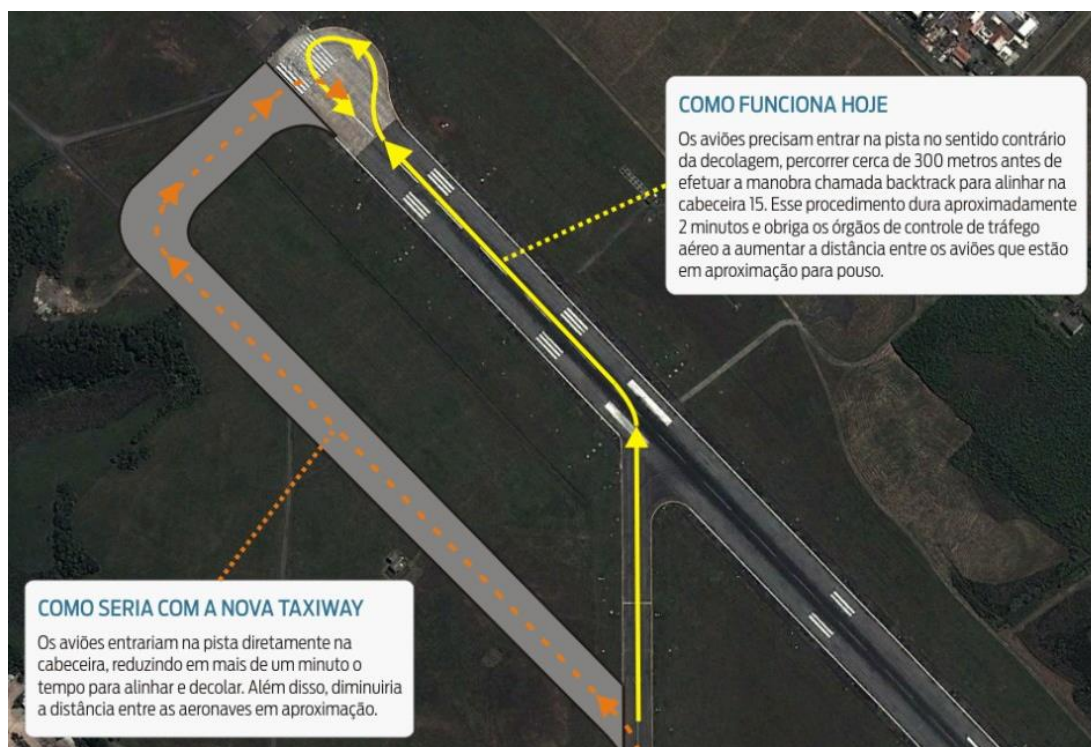 COMO FUNCIONA HOJE
Os aviões precisam entrar na pista no sentido contrário
da decolagem, percorrer cerca de 300 metros antes de
efetuar a manobra chamada backtrack para alinhar na
cabeceira 15. Esse procedimento dura aproximadamente
2 minutos e obriga os órgãos de controle de tráfego
aéreo a aumentar a distância entre os aviões que estão
em aproximação para pouso.
COMO SERIA COM A NOVA TAXIWAY
Os aviões entrariam na pista diretamente na
cabeceira, reduzindo em mais de um minuto o
tempo para alinhar e decolar. Além disso, diminuiria
a distância entre as aeronaves em aproximação.